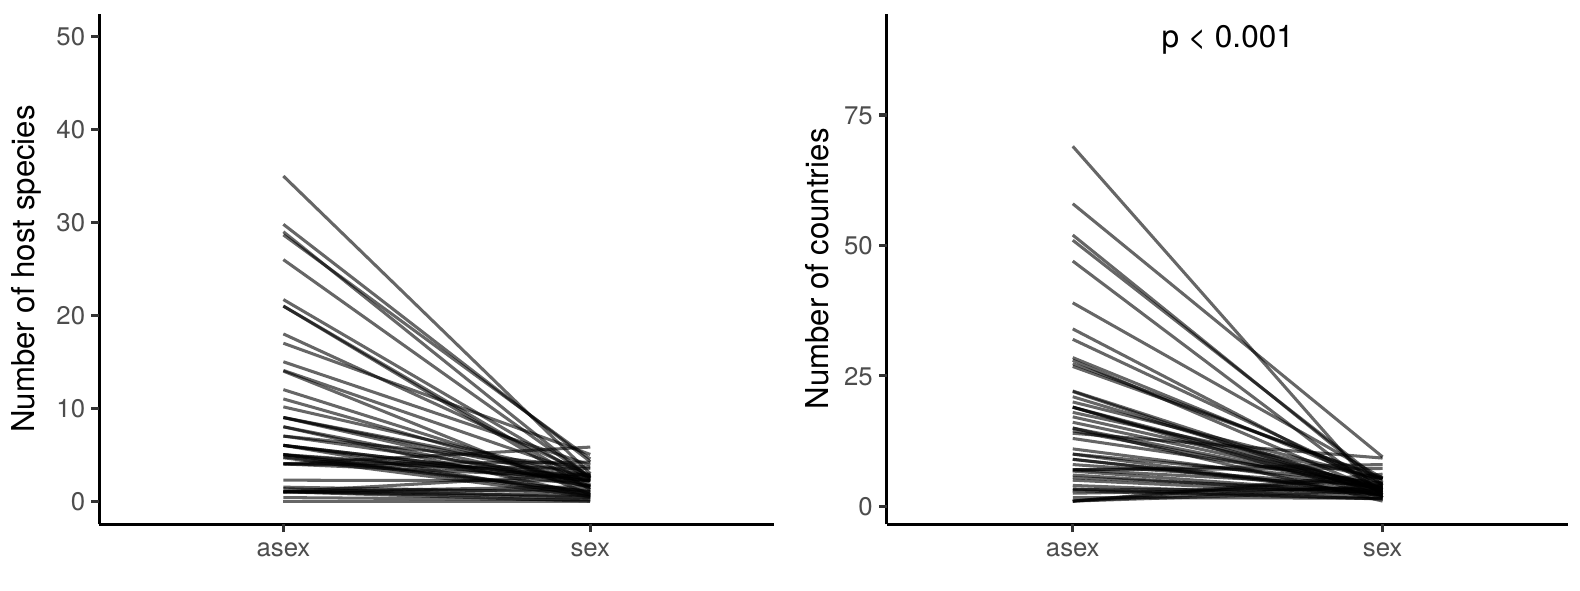 Number of host species
50
40
30
20
10
0
asex
sex
p < 0.001
Number of countries
75
50
25
0
asex
sex